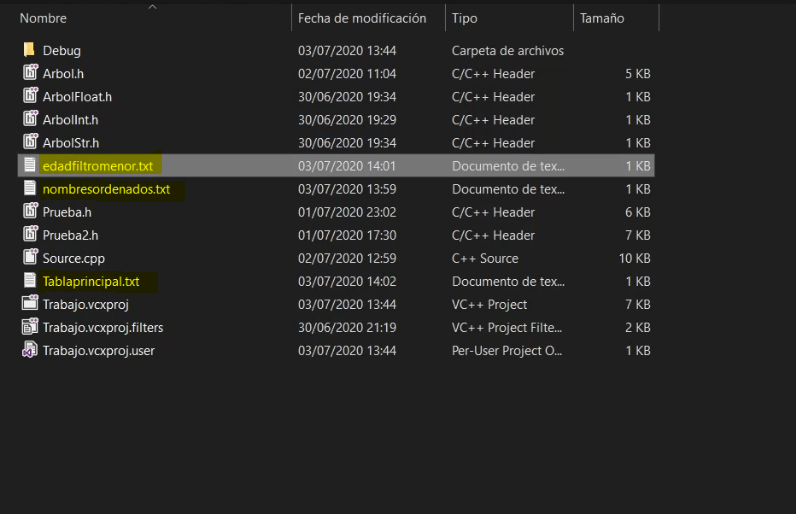 Nombre Fecha de modificación Tipo Tamaño
Debug 03/07/2020 13:44 Carpeta de archivos
Arbol.h 02/07/2020 11:04 C/C++ Header 5 KB
ArbolFloat.h 30/06/2020 19:34 C/C++ Header 1 KB
ArbolInt.h 30/06/2020 19:29 C/C++ Header 1 KB
ArbolStr.h 30/06/2020 19:34 C/C++ Header 1 KB
edadfiltromenor.txt 03/07/2020 14:01 Documento de tex... 1 KB
nombresordenados.txt 03/07/2020 13:59 Documento de tex... 1 KB
Prueba.h 01/07/2020 23:02 C/C++ Header 6 KB
Prueba2.h 01/07/2020 17:30 C/C++ Header 7 KB
Source.cpp 02/07/2020 12:59 C++ Source 10 KB
Tablaprincipal.txt 03/07/2020 14:02 Documento de tex... 1 KB
Trabajo.vcxproj 03/07/2020 13:44 VC++ Project 7 KB
Trabajo.vcxproj.filters 30/06/2020 21:19 VC++ Project Filte... 2 KB
Trabajo.vcxproj.user 03/07/2020 13:44 Per-User Project O... 1 KB